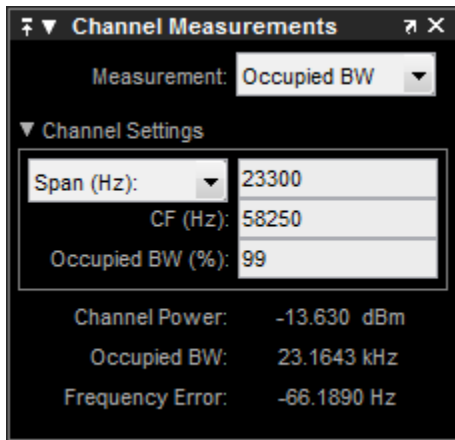 Channel Measurements
Measurement: Occupied BW
Channel Settings
Span (Hz): 23300
CF (Hz): 58250
Occupied BW (%): 99
Channel Power: -13.630 dBm
Occupied BW: 23.1643 kHz
Frequency Error: -66.1890 Hz